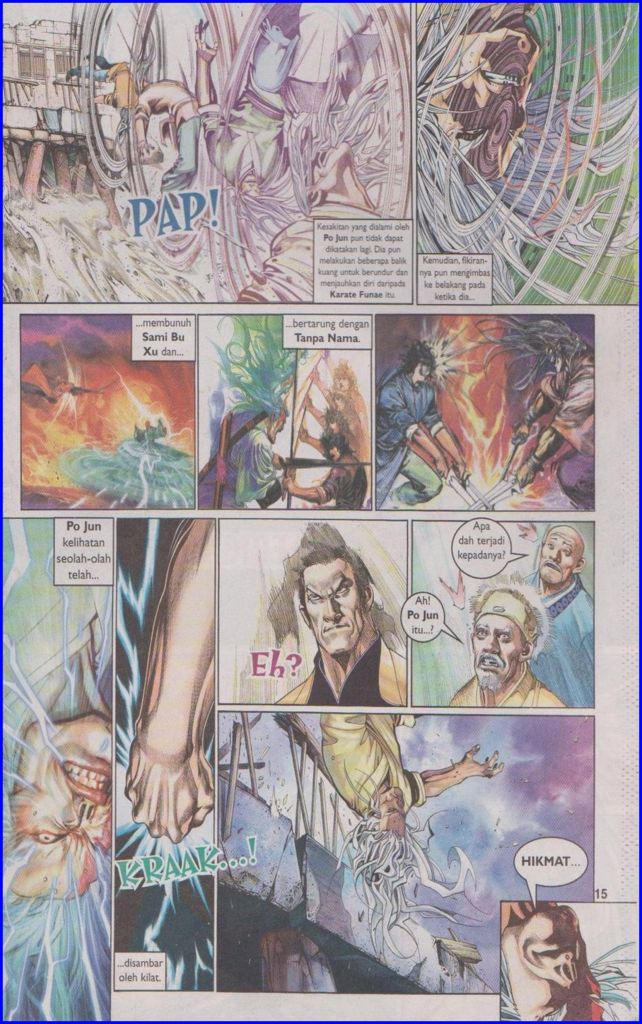 PAP!
Kesakitan yang dialami oleh
Po Jun pun tidak dapat
dikatakan lagi. Dia pun
melakukan beberapa balik
kuang untuk berundur dan
menjauhkan diri daripada
Karate Funae itu.
Kemudian, fikiran-
nya pun mengimbas
ke belakang pada
ketika dia...
...membunuh
Sami Bu
Xu dan...
...bertarung dengan
Tanpa Nama.
Po Jun
kelihatan
seolah-olah
telah...
KRAAK...!
...disambar
oleh kilat.
Eh?
Apa
dah terjadi
kepadanya?
Ah!
Po Jun
itu...?
HIKMAT...
15